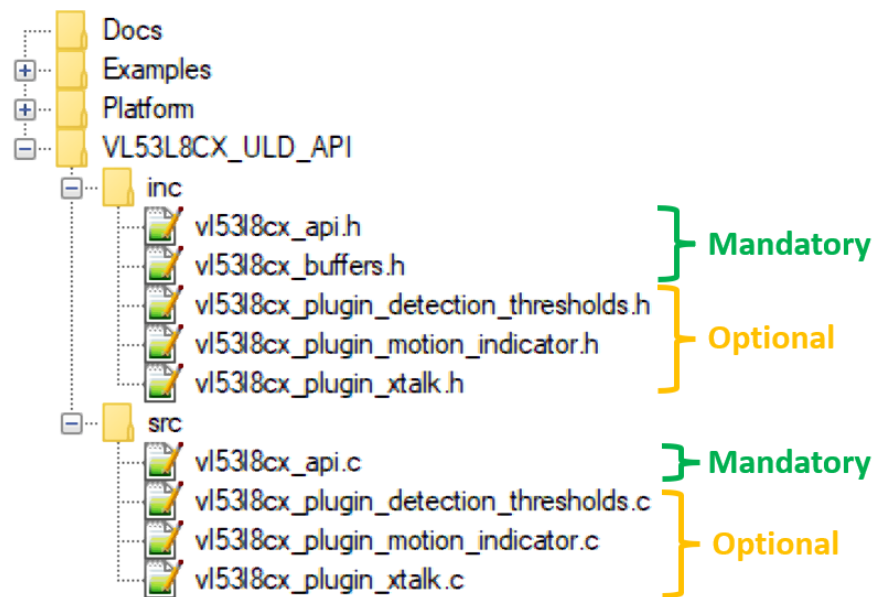 Docs
Examples
Platform
VL53L8CX_ULD_API
inc
vl53l8cx_api.h
vl53l8cx_buffers.h
Mandatory
vl53l8cx_plugin_detection_thresholds.h
vl53l8cx_plugin_motion_indicator.h
Optional
vl53l8cx_plugin_xtalk.h
src
vl53l8cx_api.c
Mandatory
vl53l8cx_plugin_detection_thresholds.c
vl53l8cx_plugin_motion_indicator.c
Optional
vl53l8cx_plugin_xtalk.c